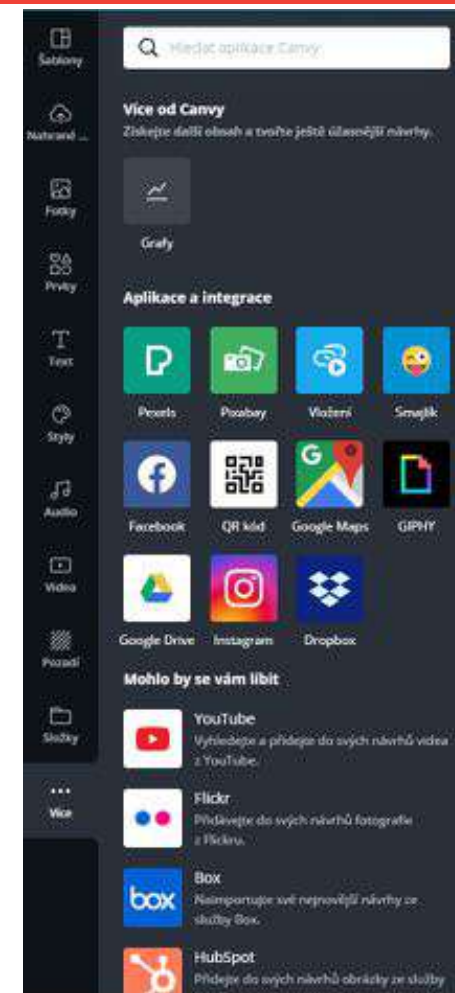 Šablony
Nahrané ...
Fotky
Prvky
Text
Styly
Audio
Videa
Pozadí
Složky
Více
Hledat aplikace Canvy
Více od Canvy
Získejte další obsah a tvořte ještě úžasnější návrhy.
Grafy
Aplikace a integrace
Pexels
Pixabay
Vložení
Smajlík
Facebook
QR kód
Google Maps
GIPHY
Google Drive
Instagram
Dropbox
Mohlo by se vám líbit
YouTube
Vyhledejte a přidejte do svých návrhů videa
z YouTube.
Flickr
Přidávejte do svých návrhů fotografie
z Flickru.
box
Box
Naimportujte své nejnovější návrhy ze
služby Box.
HubSpot
Přidejte do svých návrhů obrázky ze služby